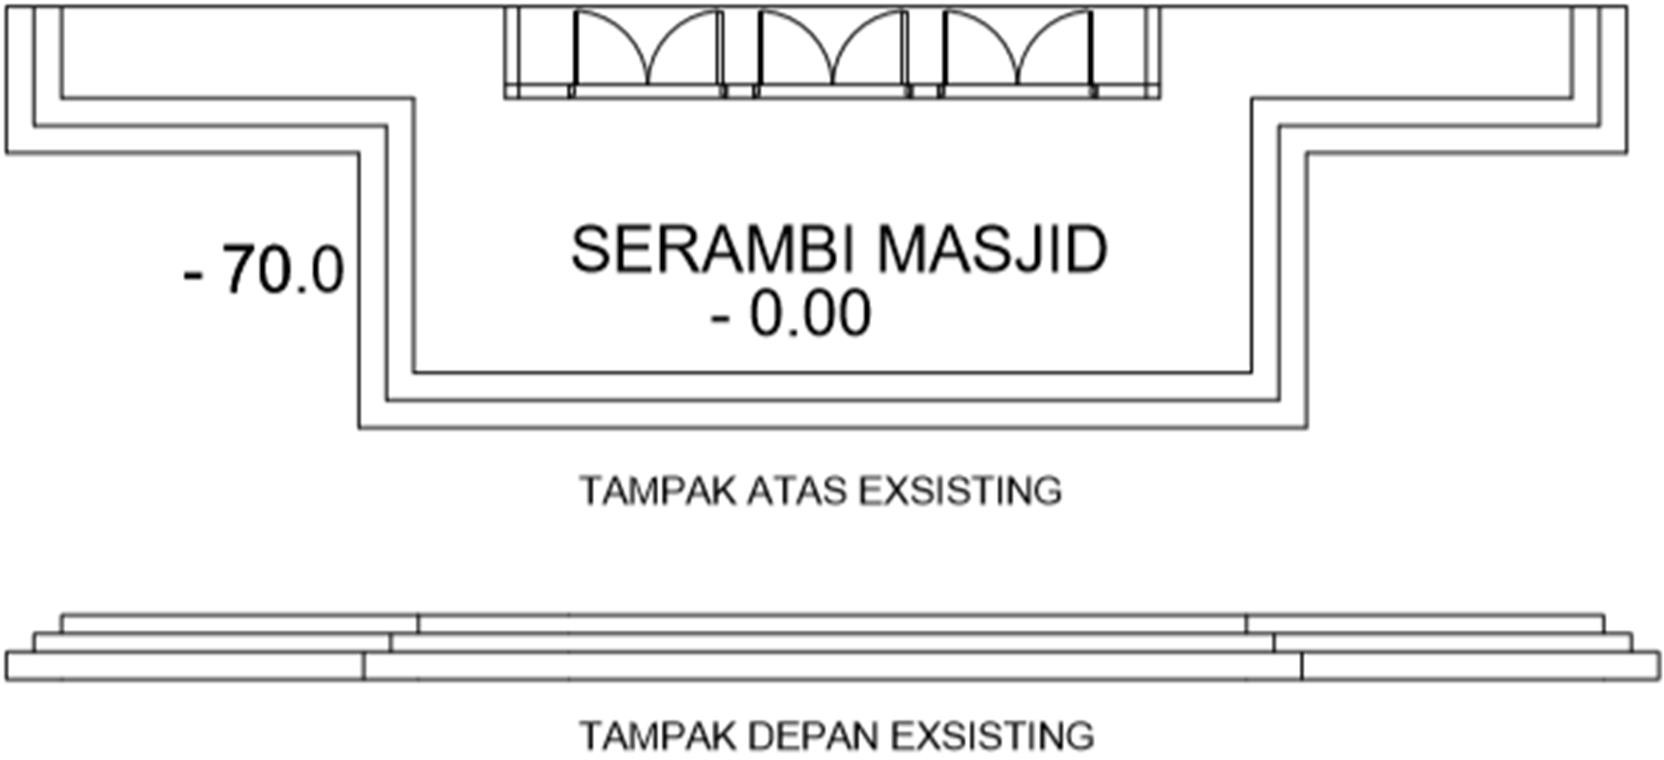 SERAMBI MASJID
- 70.0
- 0.00
TAMPAK ATAS EXSISTING
TAMPAK DEPAN EXSISTING